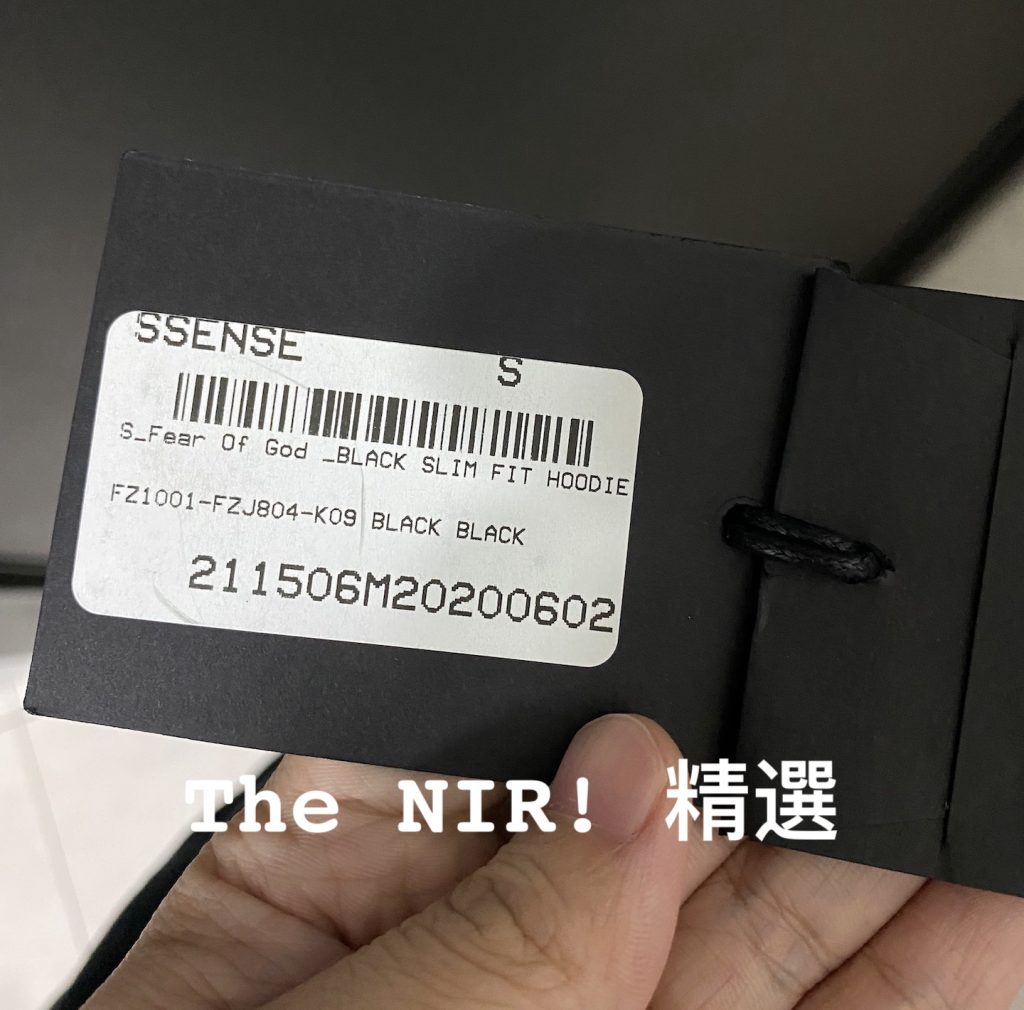 SSENSE
S
S_Fear Of God _BLACK SLIM FIT HOODIE
FZ1001-FZJ804-K09 BLACK BLACK
211506M20200602
The NIR! 精選